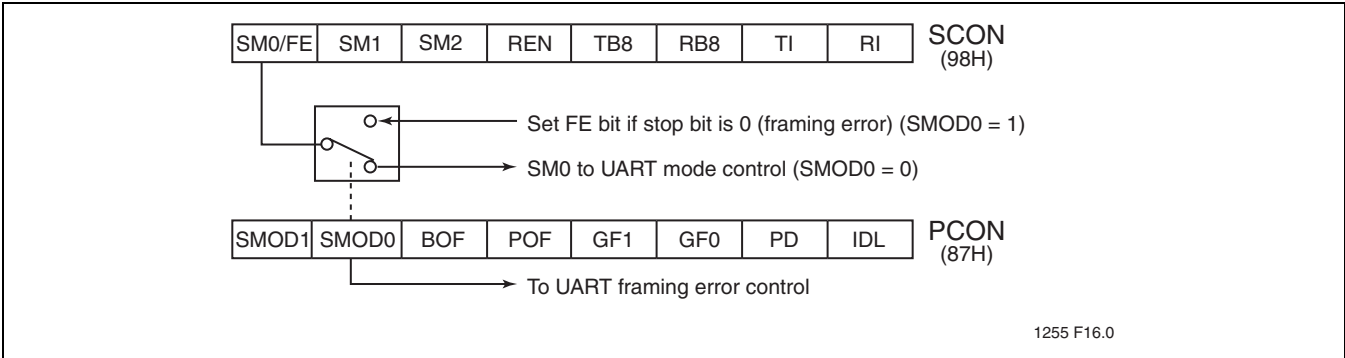 SM0/FE SM1 SM2 REN TB8 RB8 TI RI SCON
(98H)
Set FE bit if stop bit is 0 (framing error) (SMOD0 = 1)
SM0 to UART mode control (SMOD0 = 0)
SMOD1 SMOD0 BOF POF GF1 GF0 PD IDL PCON
(87H)
To UART framing error control
1255 F16.0